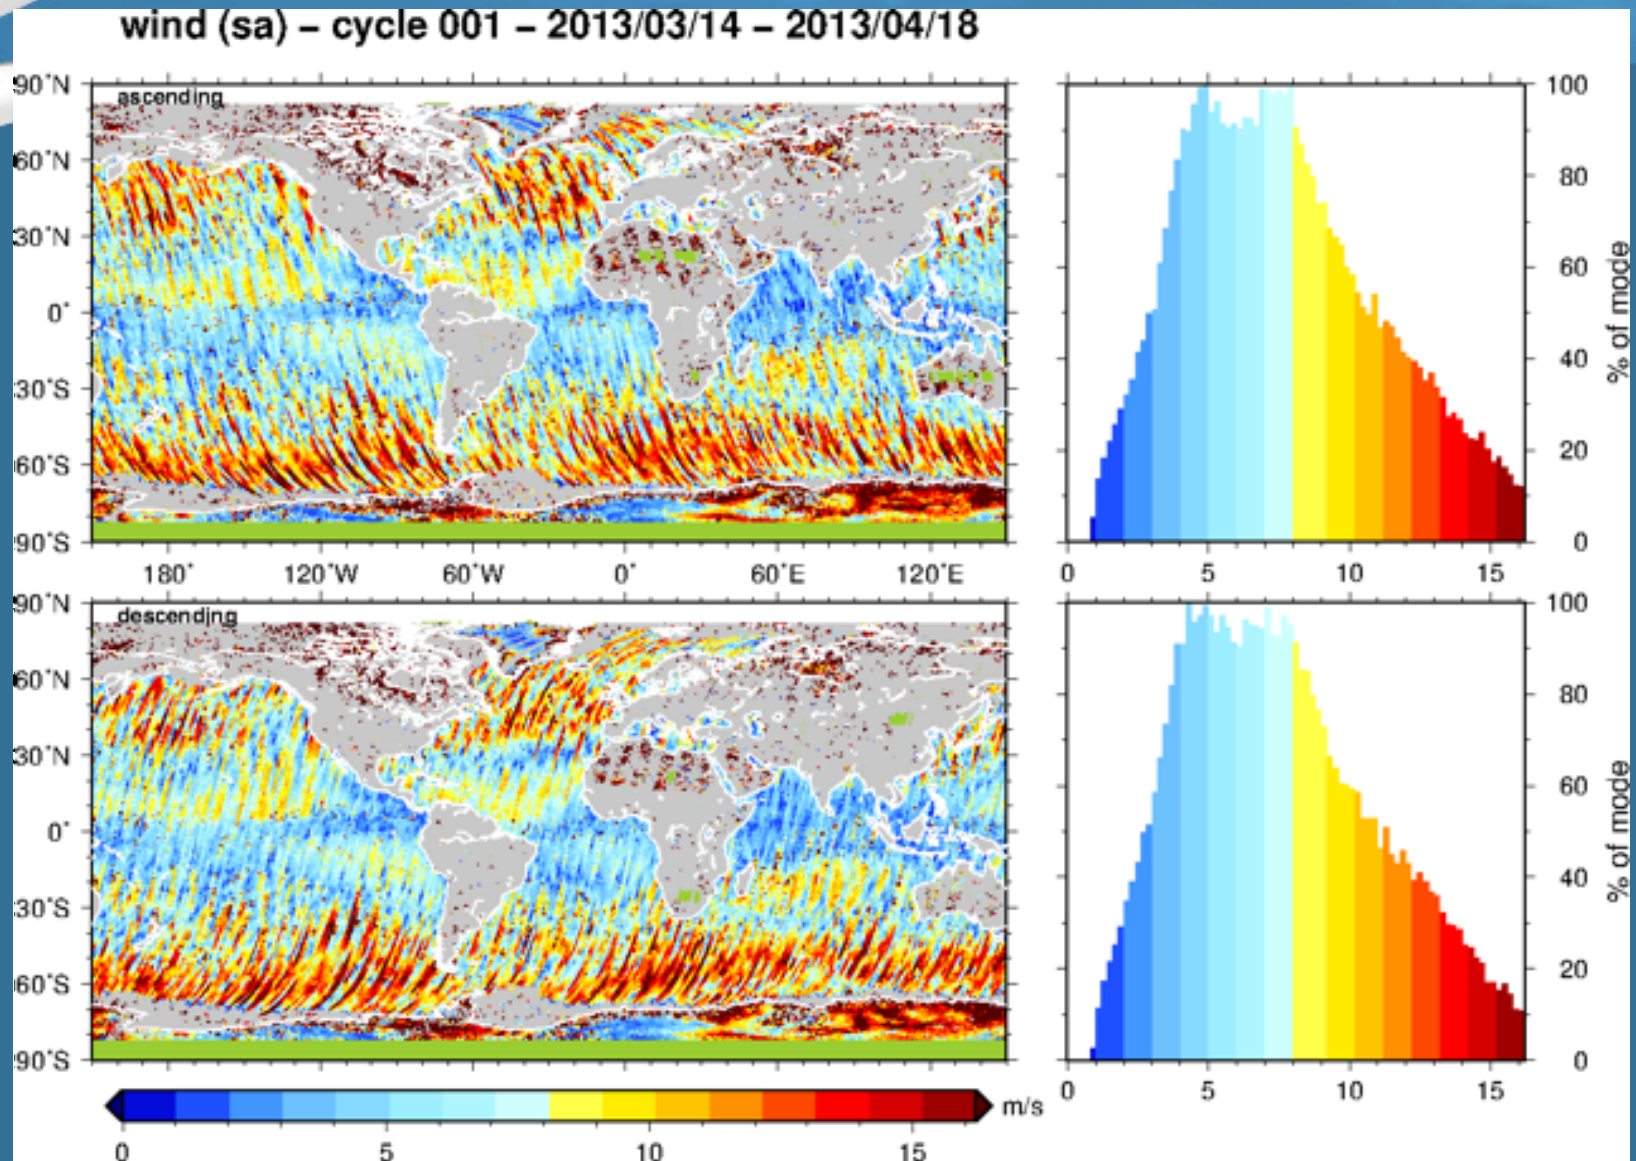 wind (sa) – cycle 001 – 2013/03/14 – 2013/04/18
ascending
90˚N
60˚N
30˚N
0˚
30˚S
60˚S
90˚S
180˚ 120˚W 60˚W 0˚ 60˚E 120˚E
100
80
60
40
20
0
% of mode
0 5 10 15
descending
90˚N
60˚N
30˚N
0˚
30˚S
60˚S
90˚S
100
80
60
40
20
0
% of mode
0 5 10 15
m/s
0 5 10 15